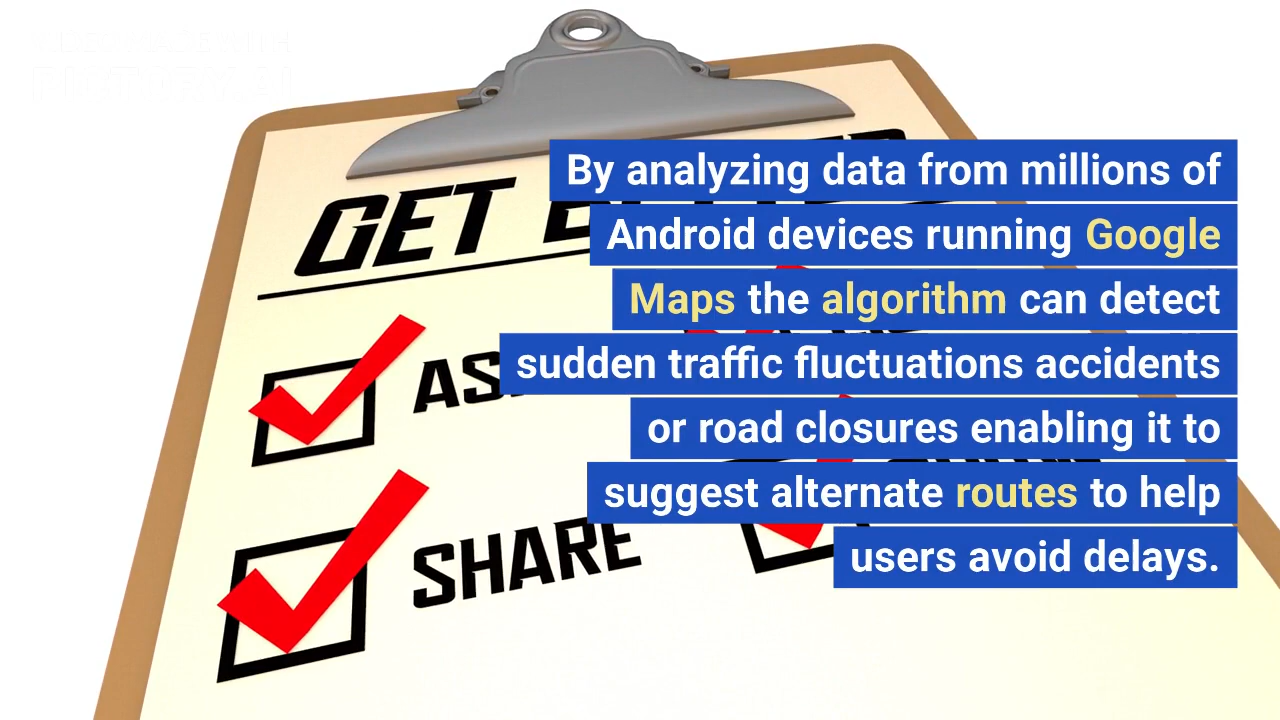 GET
By analyzing data from millions of
Android devices running Google
Maps the algorithm can detect
sudden traffic fluctuations accidents
or road closures enabling it to
suggest alternate routes to help
users avoid delays.
SHARE